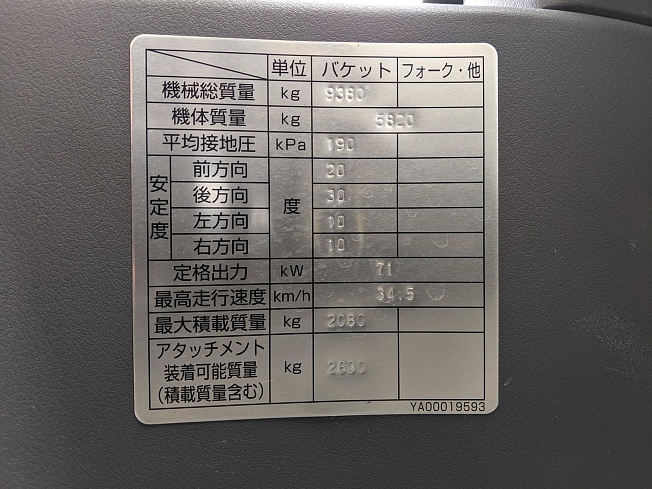 単位 バケット フォーク・他
機械総質量 kg 9360
機体質量 kg 5820
平均接地圧 kPa 190
安定度 度
前方向 20
後方向 30
左方向 10
右方向 10
定格出力 kW 71
最高走行速度 km/h 34.5
最大積載質量 kg 2080
アタッチメント
装着可能質量 kg 2630
(積載質量含む)
YA00019593